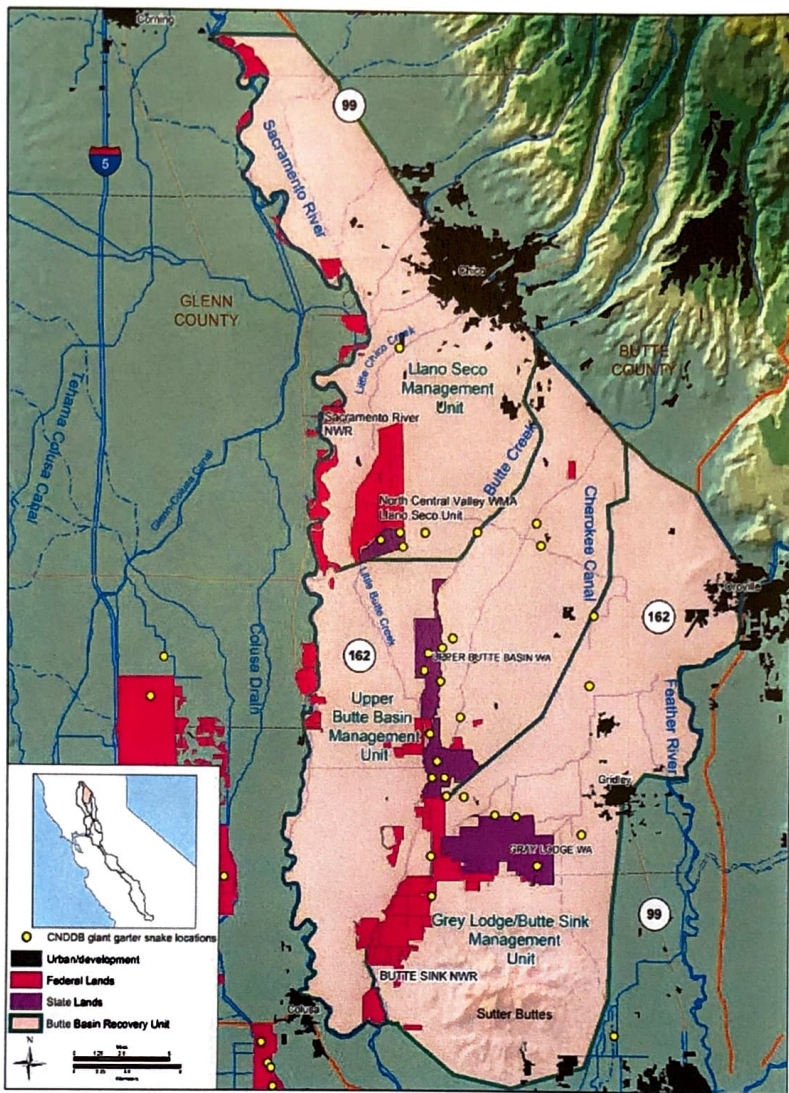 Corning
99
5
Sacramento River
Chico
GLENN
COUNTY
BUTTE
COUNTY
Little Chico Creek
Llano Seco
Management
Unit
Tehama Colusa Canal
Sacramento River
NWR
Glenn-Colusa Canal
Butte Creek
North Central Valley WMA
Llano Seco Unit
Cherokee Canal
Little Butte Creek
Oroville
162
162
Colusa Drain
UPPER BUTTE BASIN WA
Upper
Butte Basin
Management
Unit
Feather River
Gridley
GRAY LODGE WA
Grey Lodge/Butte Sink
Management
Unit
99
BUTTE SINK NWR
Sutter Buttes
Colusa
CNDDB giant garter snake locations
Urban/development
Federal Lands
State Lands
Butte Basin Recovery Unit
N
Miles
Kilometers